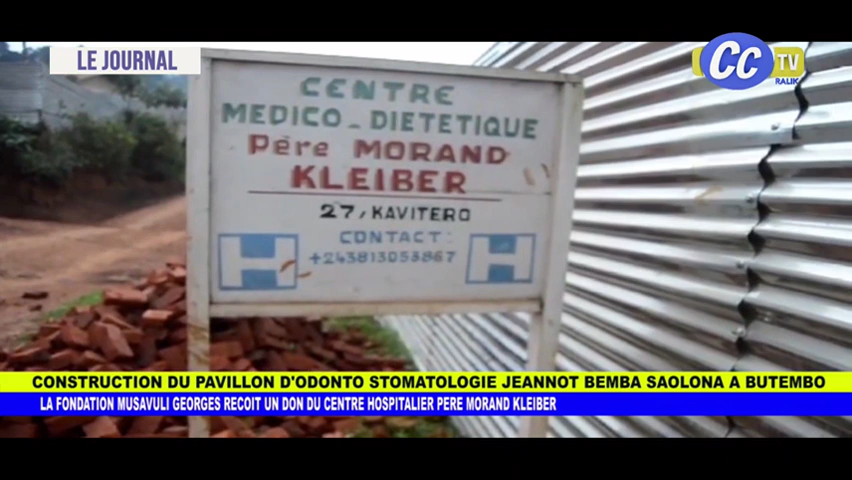 LE JOURNAL
CC TV
RALIK
CENTRE
MEDICO - DIETETIQUE
Père MORAND
KLEIBER
27, KAVITERO
CONTACT :
+243813053867
H H
CONSTRUCTION DU PAVILLON D'ODONTO STOMATOLOGIE JEANNOT BEMBA SAOLONA A BUTEMBO
LA FONDATION MUSAVULI GEORGES RECOIT UN DON DU CENTRE HOSPITALIER PERE MORAND KLEIBER